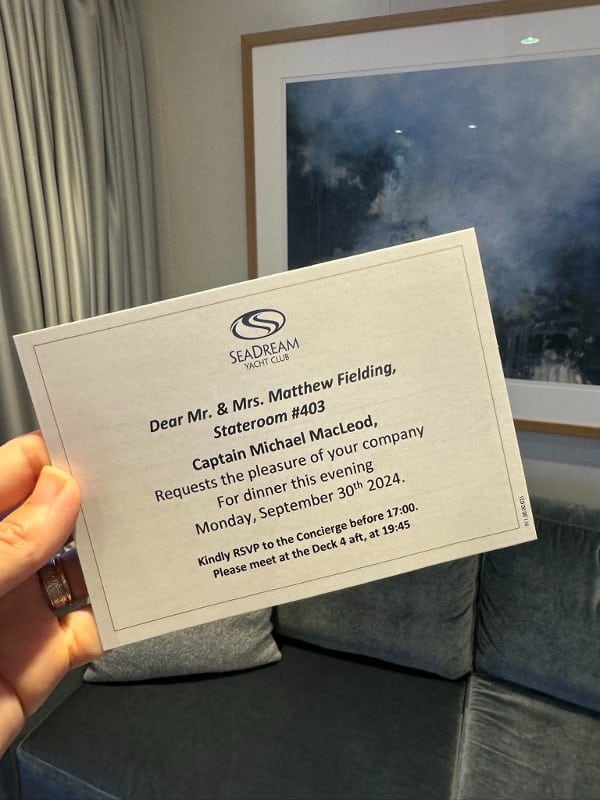 SEADREAM
YACHT CLUB
Dear Mr. & Mrs. Matthew Fielding,
Stateroom #403
Captain Michael MacLeod,
Requests the pleasure of your company
For dinner this evening
Monday, September 30th 2024.
Kindly RSVP to the Concierge before 17:00.
Please meet at the Deck 4 aft, at 19:45